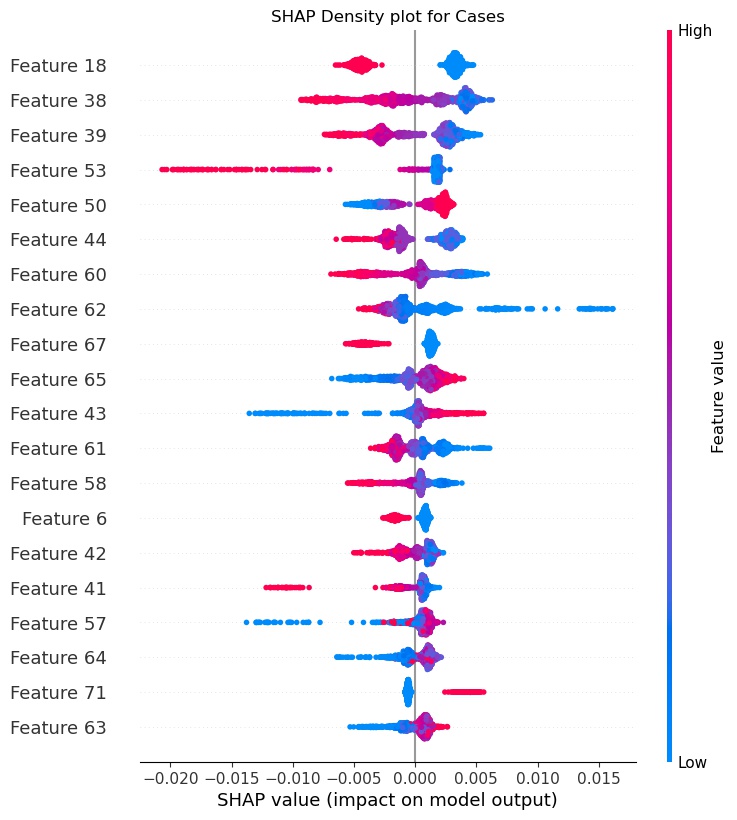 SHAP Density plot for Cases
High
Feature 18
Feature 38
Feature 39
Feature 53
Feature 50
Feature 44
Feature 60
Feature 62
Feature 67
Feature 65
Feature 43
Feature 61
Feature 58
Feature 6
Feature 42
Feature 41
Feature 57
Feature 64
Feature 71
Feature 63
Feature value
Low
−0.020 −0.015 −0.010 −0.005 0.000 0.005 0.010 0.015
SHAP value (impact on model output)